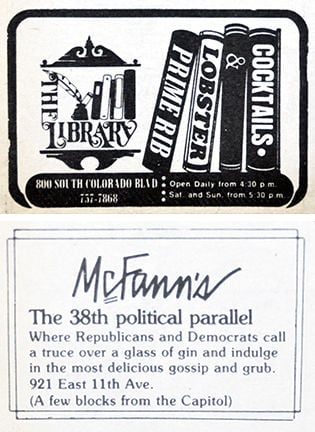 THE
LIBRARY
PRIME RIB
LOBSTER
&
COCKTAILS•
800 SOUTH COLORADO BLVD
757-7868
Open Daily from 4:30 p.m.
Sat. and Sun. from 5:30 p.m.
McFann's
The 38th political parallel
Where Republicans and Democrats call
a truce over a glass of gin and indulge
in the most delicious gossip and grub.
921 East 11th Ave.
(A few blocks from the Capitol)